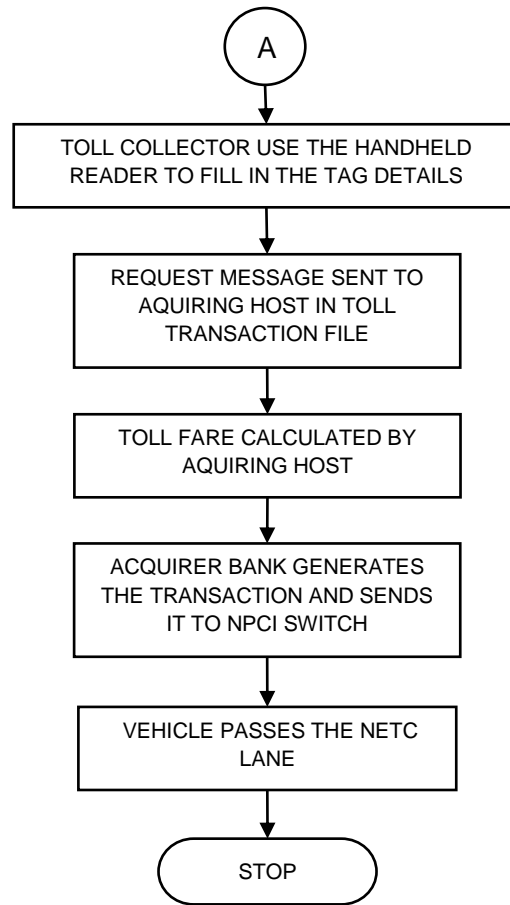 A
TOLL COLLECTOR USE THE HANDHELD
READER TO FILL IN THE TAG DETAILS
REQUEST MESSAGE SENT TO
AQUIRING HOST IN TOLL
TRANSACTION FILE
TOLL FARE CALCULATED BY
AQUIRING HOST
ACQUIRER BANK GENERATES
THE TRANSACTION AND SENDS
IT TO NPCI SWITCH
VEHICLE PASSES THE NETC
LANE
STOP